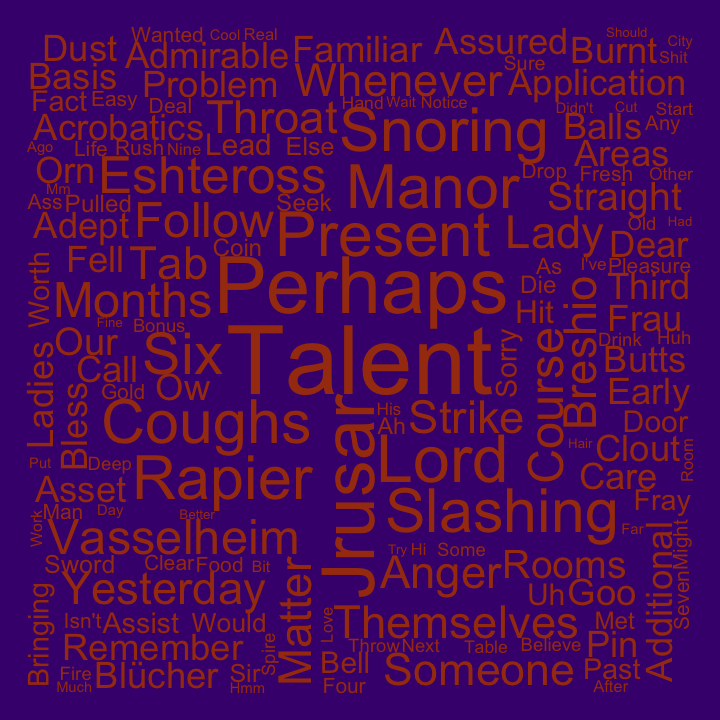 Wanted Cool Real Should City
Dust Admirable Familiar Assured Burnt Shit
Basis Problem Whenever Sure Application
Fact Easy Deal Throat Hand Wait Notice Didn't Cut Start
Acrobatics Snoring Balls Any
Ago Life Rush Nine Lead Else Areas
Orn Mm Eshteross Manor Drop Fresh Other
Ass Pulled Seek Straight
Adept Follow Present Lady Old Had Dear
Fell Tab Coin As I've Pleasure
Worth Months Perhaps Die Third
Fine Bonus Hit Breshio Frau
Our Six Talent Sorry Drink Huh
Ladies Call Ow Course Butts
Bless Gold Coughs His Ah Strike Early
Jrusar Hair Door
Put Deep Rapier Lord Clout Room
Asset Care
Man Day Better Slashing Fray
Work Vasselheim Try Hi Some Far
Sword Clear Food Bit Anger Rooms Additional Might
Yesterday Matter Uh Goo Seven
Bringing Isn't Assist Would Love Themselves Met
Remember Spire Throw Next Table Believe Pin
Fire Blücher Sir Bell Someone Past
Much Hmm Four After